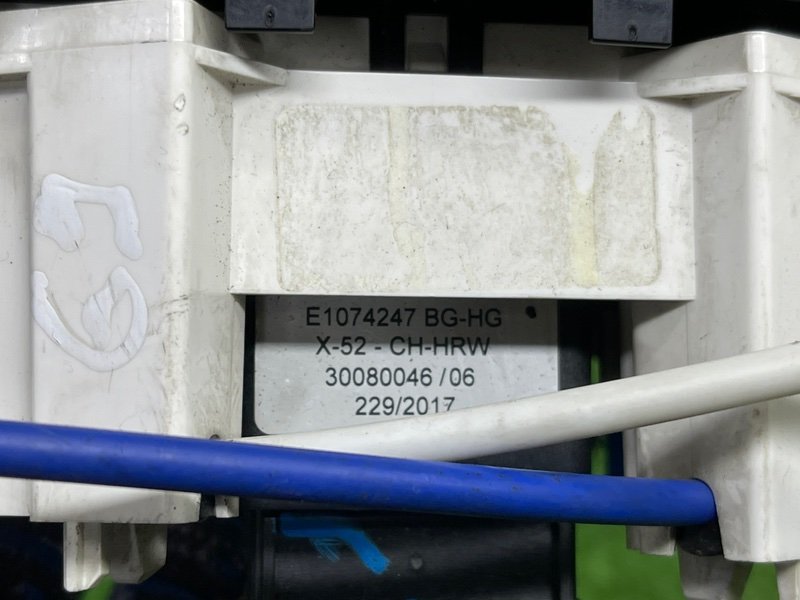 E1074247 BG-HG
X-52 - CH-HRW
30080046 / 06
229/2017